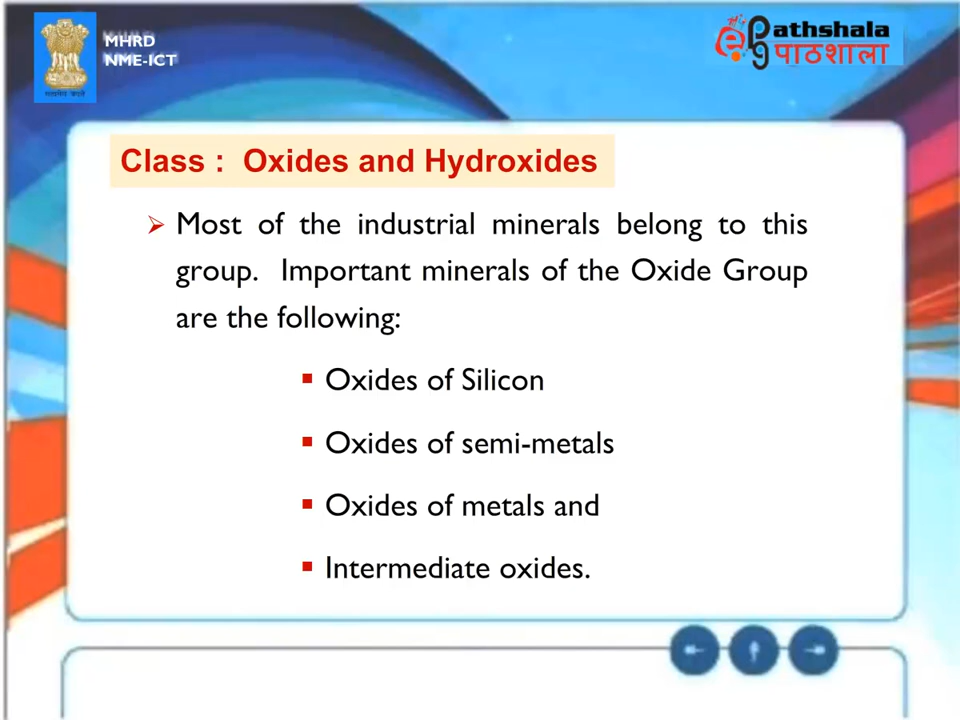 MHRD
NME-ICT
ePG Pathshala
पाठशाला
Class : Oxides and Hydroxides
Most of the industrial minerals belong to this
group. Important minerals of the Oxide Group
are the following:
Oxides of Silicon
Oxides of semi-metals
Oxides of metals and
Intermediate oxides.